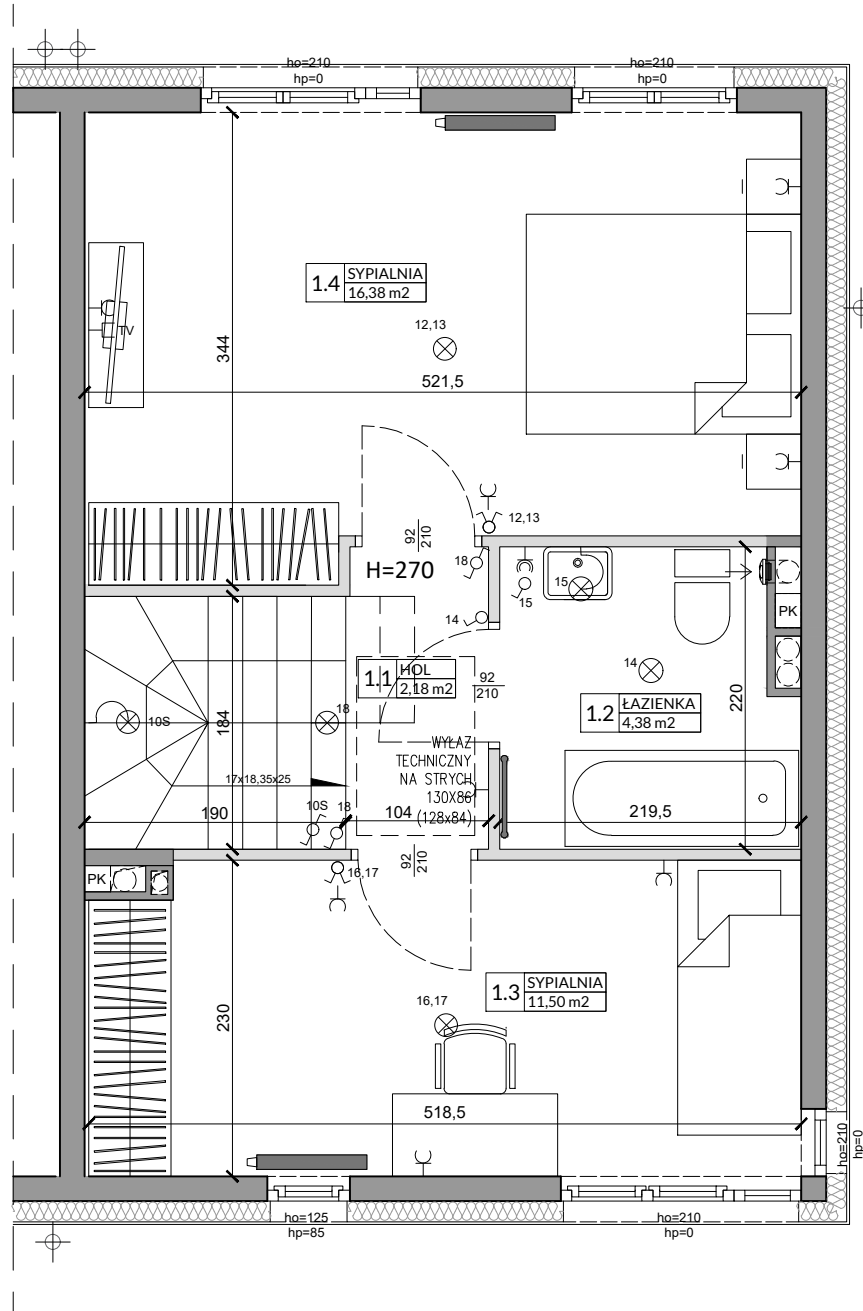 ho=210
hp=0
ho=210
hp=0
1.4 SYPIALNIA
16,38 m2
TV
12,13
344
521,5
12,13
92
210
18
H=270
15
15
PK
14
14
1.1 HOL
2,18 m2
92
210
1.2 ŁAZIENKA
4,38 m2
220
184
10S
18
WYŁAZ
TECHNICZNY
NA STRYCH
130X86
(128x84)
17x18,35x25
190
10S
18
104
219,5
92
210
16,17
PK
1.3 SYPIALNIA
11,50 m2
16,17
230
518,5
ho=210
hp=0
ho=125
hp=85
ho=210
hp=0